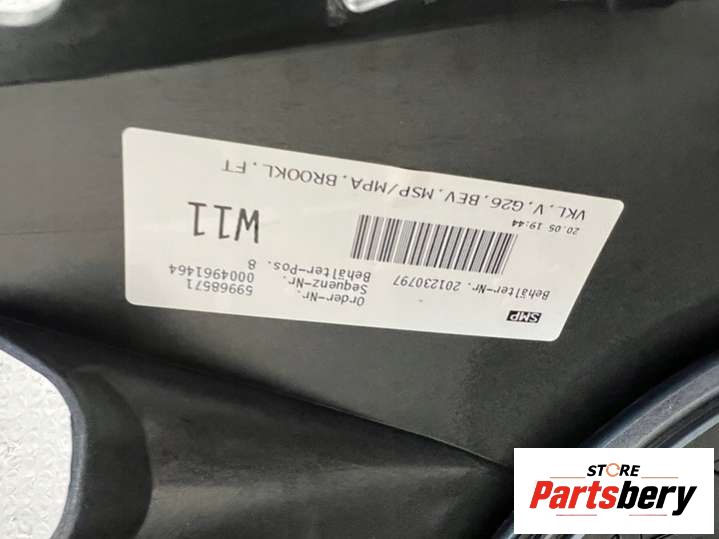 SMP
Order-Nr. 59968571
Sequenz-Nr. 0004961464
Behälter-Nr. 201230797 Behälter-Pos. 8
20.05 19:44
W11
VKL.V.G26.BEV.MSP/MPA.BROOKL.FT
STORE
Partsbery